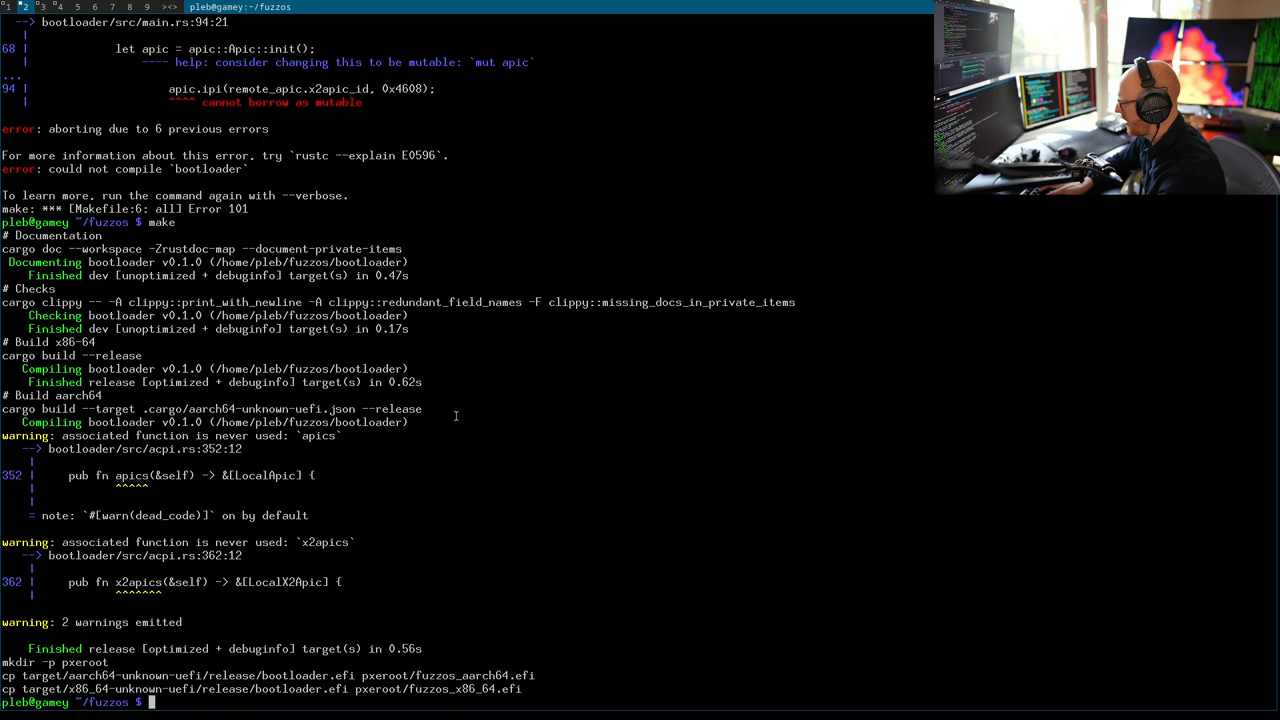 1 2 3 4 5 6 7 8 9 ><> pleb@gamey:~/fuzzos
--> bootloader/src/main.rs:94:21
|
68 | let apic = apic::Apic::init();
| ---- help: consider changing this to be mutable: `mut apic`
...
94 | apic.ipi(remote_apic.x2apic_id, 0x4608);
| ^^^^ cannot borrow as mutable
error: aborting due to 6 previous errors
For more information about this error, try `rustc --explain E0596`.
error: could not compile `bootloader`
To learn more, run the command again with --verbose.
make: *** [Makefile:6: all] Error 101
pleb@gamey ~/fuzzos $ make
# Documentation
cargo doc --workspace -Zrustdoc-map --document-private-items
Documenting bootloader v0.1.0 (/home/pleb/fuzzos/bootloader)
Finished dev [unoptimized + debuginfo] target(s) in 0.47s
# Checks
cargo clippy -- -A clippy::print_with_newline -A clippy::redundant_field_names -F clippy::missing_docs_in_private_items
Checking bootloader v0.1.0 (/home/pleb/fuzzos/bootloader)
Finished dev [unoptimized + debuginfo] target(s) in 0.17s
# Build x86-64
cargo build --release
Compiling bootloader v0.1.0 (/home/pleb/fuzzos/bootloader)
Finished release [optimized + debuginfo] target(s) in 0.62s
# Build aarch64
cargo build --target .cargo/aarch64-unknown-uefi.json --release
Compiling bootloader v0.1.0 (/home/pleb/fuzzos/bootloader)
warning: associated function is never used: `apics`
--> bootloader/src/acpi.rs:352:12
|
352 | pub fn apics(&self) -> &[LocalApic] {
| ^^^^^
|
= note: `#[warn(dead_code)]` on by default
warning: associated function is never used: `x2apics`
--> bootloader/src/acpi.rs:362:12
|
362 | pub fn x2apics(&self) -> &[LocalX2Apic] {
| ^^^^^^^
warning: 2 warnings emitted
Finished release [optimized + debuginfo] target(s) in 0.56s
mkdir -p pxeroot
cp target/aarch64-unknown-uefi/release/bootloader.efi pxeroot/fuzzos_aarch64.efi
cp target/x86_64-unknown-uefi/release/bootloader.efi pxeroot/fuzzos_x86_64.efi
pleb@gamey ~/fuzzos $